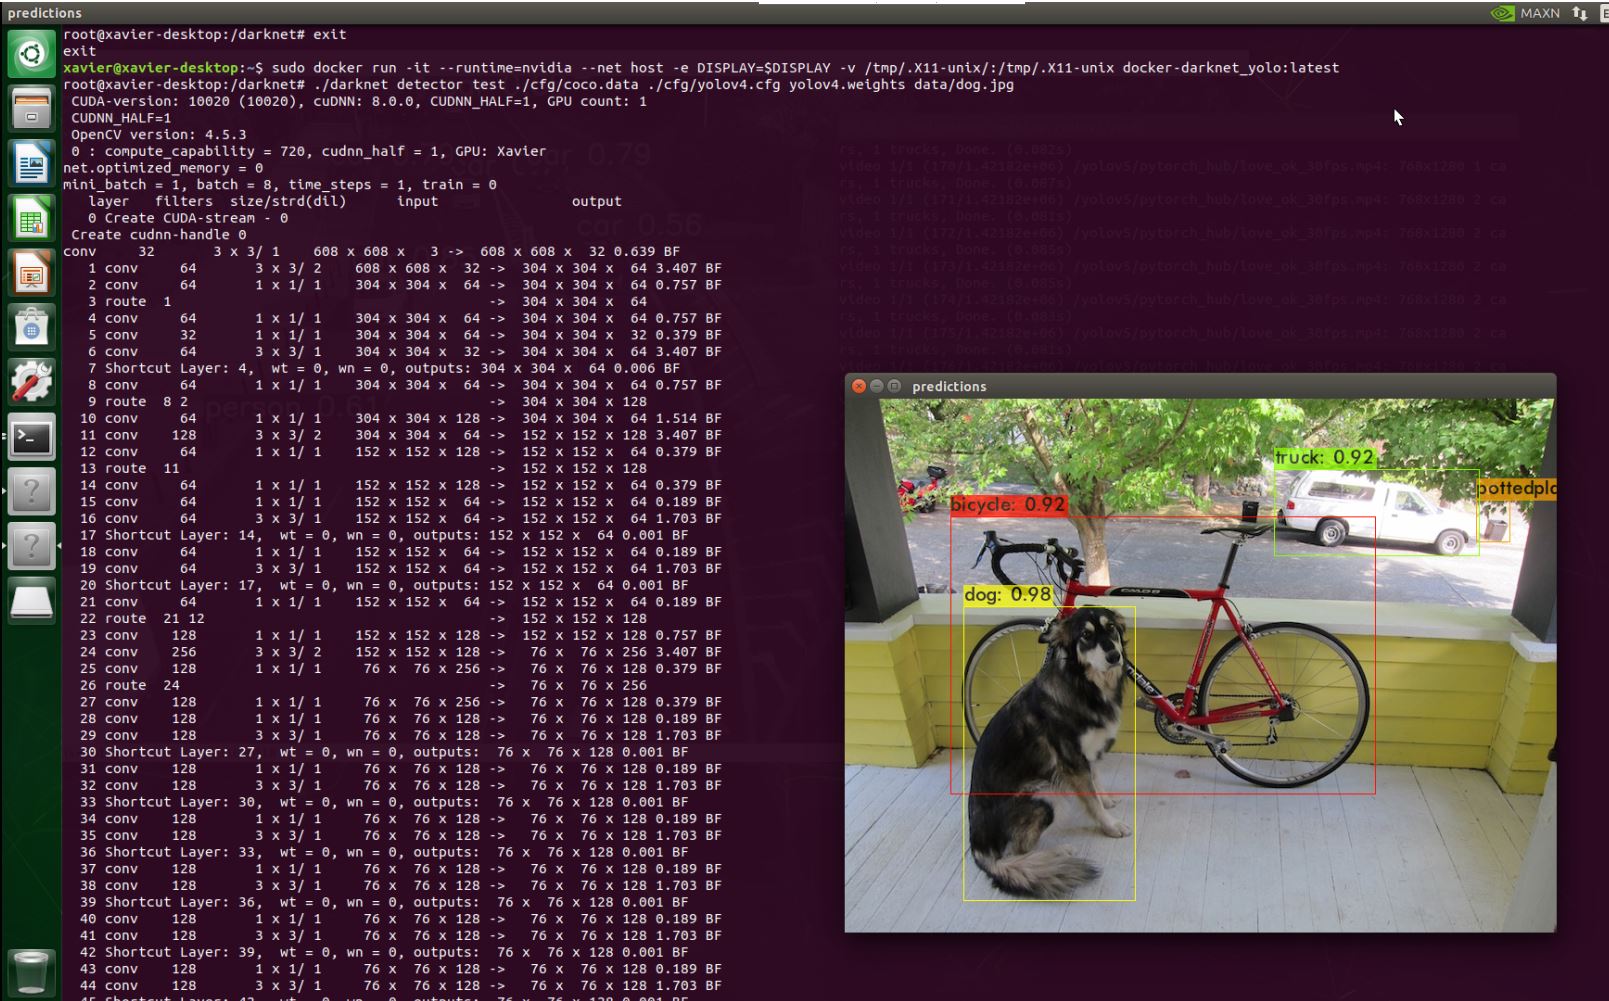 predictions
MAXN
root@xavier-desktop:/darknet# exit
exit
xavier@xavier-desktop:~$ sudo docker run -it --runtime=nvidia --net host -e DISPLAY=$DISPLAY -v /tmp/.X11-unix/:/tmp/.X11-unix docker-darknet_yolo:latest
root@xavier-desktop:/darknet# ./darknet detector test ./cfg/coco.data ./cfg/yolov4.cfg yolov4.weights data/dog.jpg
CUDA-version: 10020 (10020), cuDNN: 8.0.0, CUDNN_HALF=1, GPU count: 1
CUDNN_HALF=1
OpenCV version: 4.5.3
0 : compute_capability = 720, cudnn_half = 1, GPU: Xavier
net.optimized_memory = 0
mini_batch = 1, batch = 8, time_steps = 1, train = 0
layer filters size/strd(dil) input output
0 Create CUDA-stream - 0
Create cudnn-handle 0
conv 32 3 x 3/ 1 608 x 608 x 3 -> 608 x 608 x 32 0.639 BF
1 conv 64 3 x 3/ 2 608 x 608 x 32 -> 304 x 304 x 64 3.407 BF
2 conv 64 1 x 1/ 1 304 x 304 x 64 -> 304 x 304 x 64 0.757 BF
3 route 1 -> 304 x 304 x 64
4 conv 64 1 x 1/ 1 304 x 304 x 64 -> 304 x 304 x 64 0.757 BF
5 conv 32 1 x 1/ 1 304 x 304 x 64 -> 304 x 304 x 32 0.379 BF
6 conv 64 3 x 3/ 1 304 x 304 x 32 -> 304 x 304 x 64 3.407 BF
7 Shortcut Layer: 4, wt = 0, wn = 0, outputs: 304 x 304 x 64 0.006 BF
8 conv 64 1 x 1/ 1 304 x 304 x 64 -> 304 x 304 x 64 0.757 BF
9 route 8 2 -> 304 x 304 x 128
10 conv 64 1 x 1/ 1 304 x 304 x 128 -> 304 x 304 x 64 1.514 BF
11 conv 128 3 x 3/ 2 304 x 304 x 64 -> 152 x 152 x 128 3.407 BF
12 conv 64 1 x 1/ 1 152 x 152 x 128 -> 152 x 152 x 64 0.379 BF
13 route 11 -> 152 x 152 x 128
14 conv 64 1 x 1/ 1 152 x 152 x 128 -> 152 x 152 x 64 0.379 BF
15 conv 64 1 x 1/ 1 152 x 152 x 64 -> 152 x 152 x 64 0.189 BF
16 conv 64 3 x 3/ 1 152 x 152 x 64 -> 152 x 152 x 64 1.703 BF
17 Shortcut Layer: 14, wt = 0, wn = 0, outputs: 152 x 152 x 64 0.001 BF
18 conv 64 1 x 1/ 1 152 x 152 x 64 -> 152 x 152 x 64 0.189 BF
19 conv 64 3 x 3/ 1 152 x 152 x 64 -> 152 x 152 x 64 1.703 BF
20 Shortcut Layer: 17, wt = 0, wn = 0, outputs: 152 x 152 x 64 0.001 BF
21 conv 64 1 x 1/ 1 152 x 152 x 64 -> 152 x 152 x 64 0.189 BF
22 route 21 12 -> 152 x 152 x 128
23 conv 128 1 x 1/ 1 152 x 152 x 128 -> 152 x 152 x 128 0.757 BF
24 conv 256 3 x 3/ 2 152 x 152 x 128 -> 76 x 76 x 256 3.407 BF
25 conv 128 1 x 1/ 1 76 x 76 x 256 -> 76 x 76 x 128 0.379 BF
26 route 24 -> 76 x 76 x 256
27 conv 128 1 x 1/ 1 76 x 76 x 256 -> 76 x 76 x 128 0.379 BF
28 conv 128 1 x 1/ 1 76 x 76 x 128 -> 76 x 76 x 128 0.189 BF
29 conv 128 3 x 3/ 1 76 x 76 x 128 -> 76 x 76 x 128 1.703 BF
30 Shortcut Layer: 27, wt = 0, wn = 0, outputs: 76 x 76 x 128 0.001 BF
31 conv 128 1 x 1/ 1 76 x 76 x 128 -> 76 x 76 x 128 0.189 BF
32 conv 128 3 x 3/ 1 76 x 76 x 128 -> 76 x 76 x 128 1.703 BF
33 Shortcut Layer: 30, wt = 0, wn = 0, outputs: 76 x 76 x 128 0.001 BF
34 conv 128 1 x 1/ 1 76 x 76 x 128 -> 76 x 76 x 128 0.189 BF
35 conv 128 3 x 3/ 1 76 x 76 x 128 -> 76 x 76 x 128 1.703 BF
36 Shortcut Layer: 33, wt = 0, wn = 0, outputs: 76 x 76 x 128 0.001 BF
37 conv 128 1 x 1/ 1 76 x 76 x 128 -> 76 x 76 x 128 0.189 BF
38 conv 128 3 x 3/ 1 76 x 76 x 128 -> 76 x 76 x 128 1.703 BF
39 Shortcut Layer: 36, wt = 0, wn = 0, outputs: 76 x 76 x 128 0.001 BF
40 conv 128 1 x 1/ 1 76 x 76 x 128 -> 76 x 76 x 128 0.189 BF
41 conv 128 3 x 3/ 1 76 x 76 x 128 -> 76 x 76 x 128 1.703 BF
42 Shortcut Layer: 39, wt = 0, wn = 0, outputs: 76 x 76 x 128 0.001 BF
43 conv 128 1 x 1/ 1 76 x 76 x 128 -> 76 x 76 x 128 0.189 BF
44 conv 128 3 x 3/ 1 76 x 76 x 128 -> 76 x 76 x 128 1.703 BF
predictions
truck: 0.92
pottedpla
bicycle: 0.92
dog: 0.98